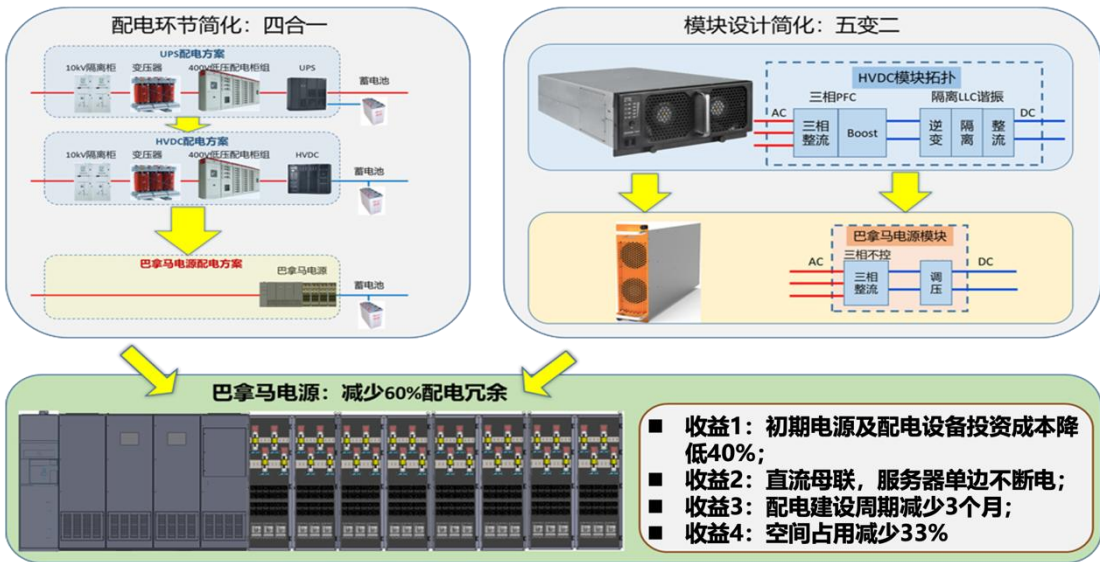 配电环节简化：四合一
UPS配电方案
10kV隔离柜 变压器 400V低压配电柜组 UPS
蓄电池
HVDC配电方案
10kV隔离柜 变压器 400V低压配电柜组 HVDC
蓄电池
巴拿马电源配电方案
巴拿马电源
蓄电池
模块设计简化：五变二
HVDC模块拓扑
三相PFC 隔离LLC谐振
AC DC
三相整流 Boost 逆变 隔离 整流
巴拿马电源模块
三相不控
AC DC
三相整流 调压
巴拿马电源：减少60%配电冗余
■ 收益1：初期电源及配电设备投资成本降
低40%；
■ 收益2：直流母联，服务器单边不断电；
■ 收益3：配电建设周期减少3个月；
■ 收益4：空间占用减少33%